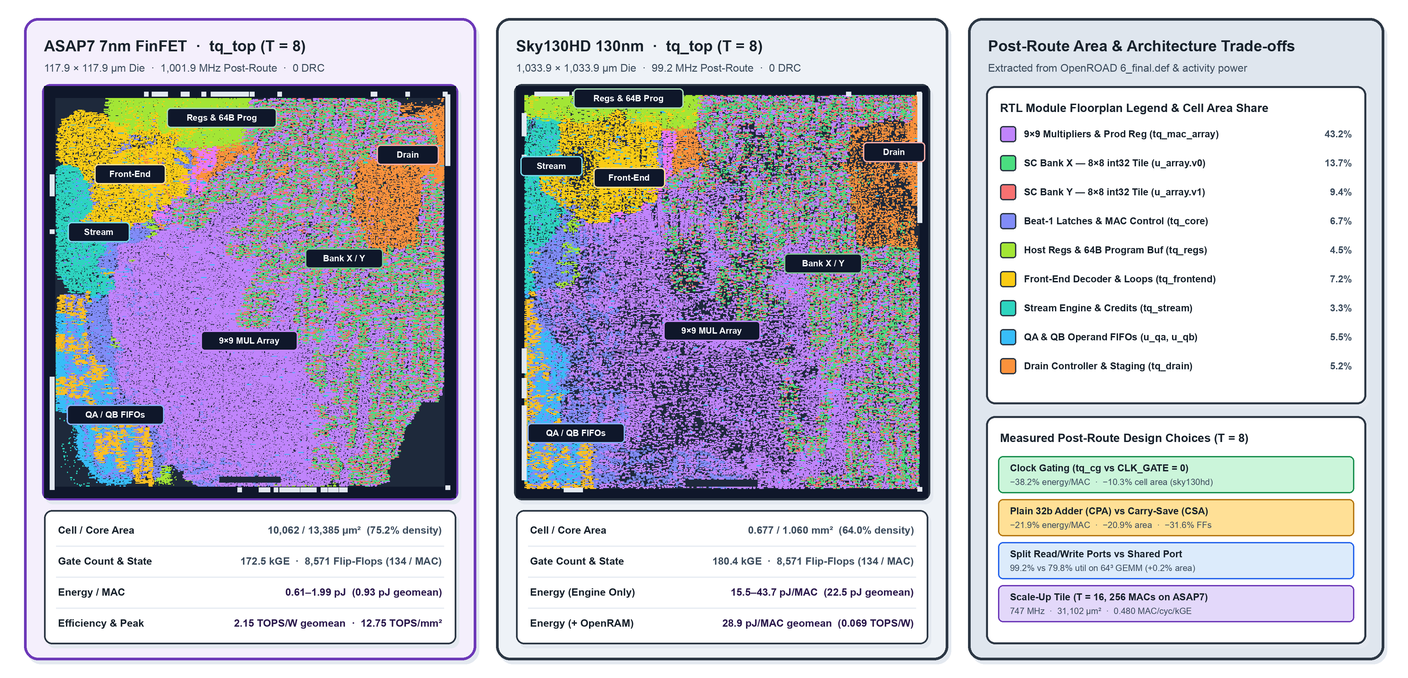 ASAP7 7nm FinFET · tq_top (T = 8)
117.9 × 117.9 µm Die · 1,001.9 MHz Post-Route · 0 DRC
Regs & 64B Prog
Drain
Front-End
Stream
Bank X / Y
9×9 MUL Array
QA / QB FIFOs
Cell / Core Area 10,062 / 13,385 µm² (75.2% density)
Gate Count & State 172.5 kGE · 8,571 Flip-Flops (134 / MAC)
Energy / MAC 0.61–1.99 pJ (0.93 pJ geomean)
Efficiency & Peak 2.15 TOPS/W geomean · 12.75 TOPS/mm²
Sky130HD 130nm · tq_top (T = 8)
1,033.9 × 1,033.9 µm Die · 99.2 MHz Post-Route · 0 DRC
Regs & 64B Prog
Drain
Stream
Front-End
Bank X / Y
9×9 MUL Array
QA / QB FIFOs
Cell / Core Area 0.677 / 1.060 mm² (64.0% density)
Gate Count & State 180.4 kGE · 8,571 Flip-Flops (134 / MAC)
Energy (Engine Only) 15.5–43.7 pJ/MAC (22.5 pJ geomean)
Energy (+ OpenRAM) 28.9 pJ/MAC geomean (0.069 TOPS/W)
Post-Route Area & Architecture Trade-offs
Extracted from OpenROAD 6_final.def & activity power
RTL Module Floorplan Legend & Cell Area Share
9×9 Multipliers & Prod Reg (tq_mac_array) 43.2%
SC Bank X — 8×8 int32 Tile (u_array.v0) 13.7%
SC Bank Y — 8×8 int32 Tile (u_array.v1) 9.4%
Beat-1 Latches & MAC Control (tq_core) 6.7%
Host Regs & 64B Program Buf (tq_regs) 4.5%
Front-End Decoder & Loops (tq_frontend) 7.2%
Stream Engine & Credits (tq_stream) 3.3%
QA & QB Operand FIFOs (u_qa, u_qb) 5.5%
Drain Controller & Staging (tq_drain) 5.2%
Measured Post-Route Design Choices (T = 8)
Clock Gating (tq_cg vs CLK_GATE = 0)
−38.2% energy/MAC · −10.3% cell area (sky130hd)
Plain 32b Adder (CPA) vs Carry-Save (CSA)
−21.9% energy/MAC · −20.9% area · −31.6% FFs
Split Read/Write Ports vs Shared Port
99.2% vs 79.8% util on 64³ GEMM (+0.2% area)
Scale-Up Tile (T = 16, 256 MACs on ASAP7)
747 MHz · 31,102 µm² · 0.480 MAC/cyc/kGE